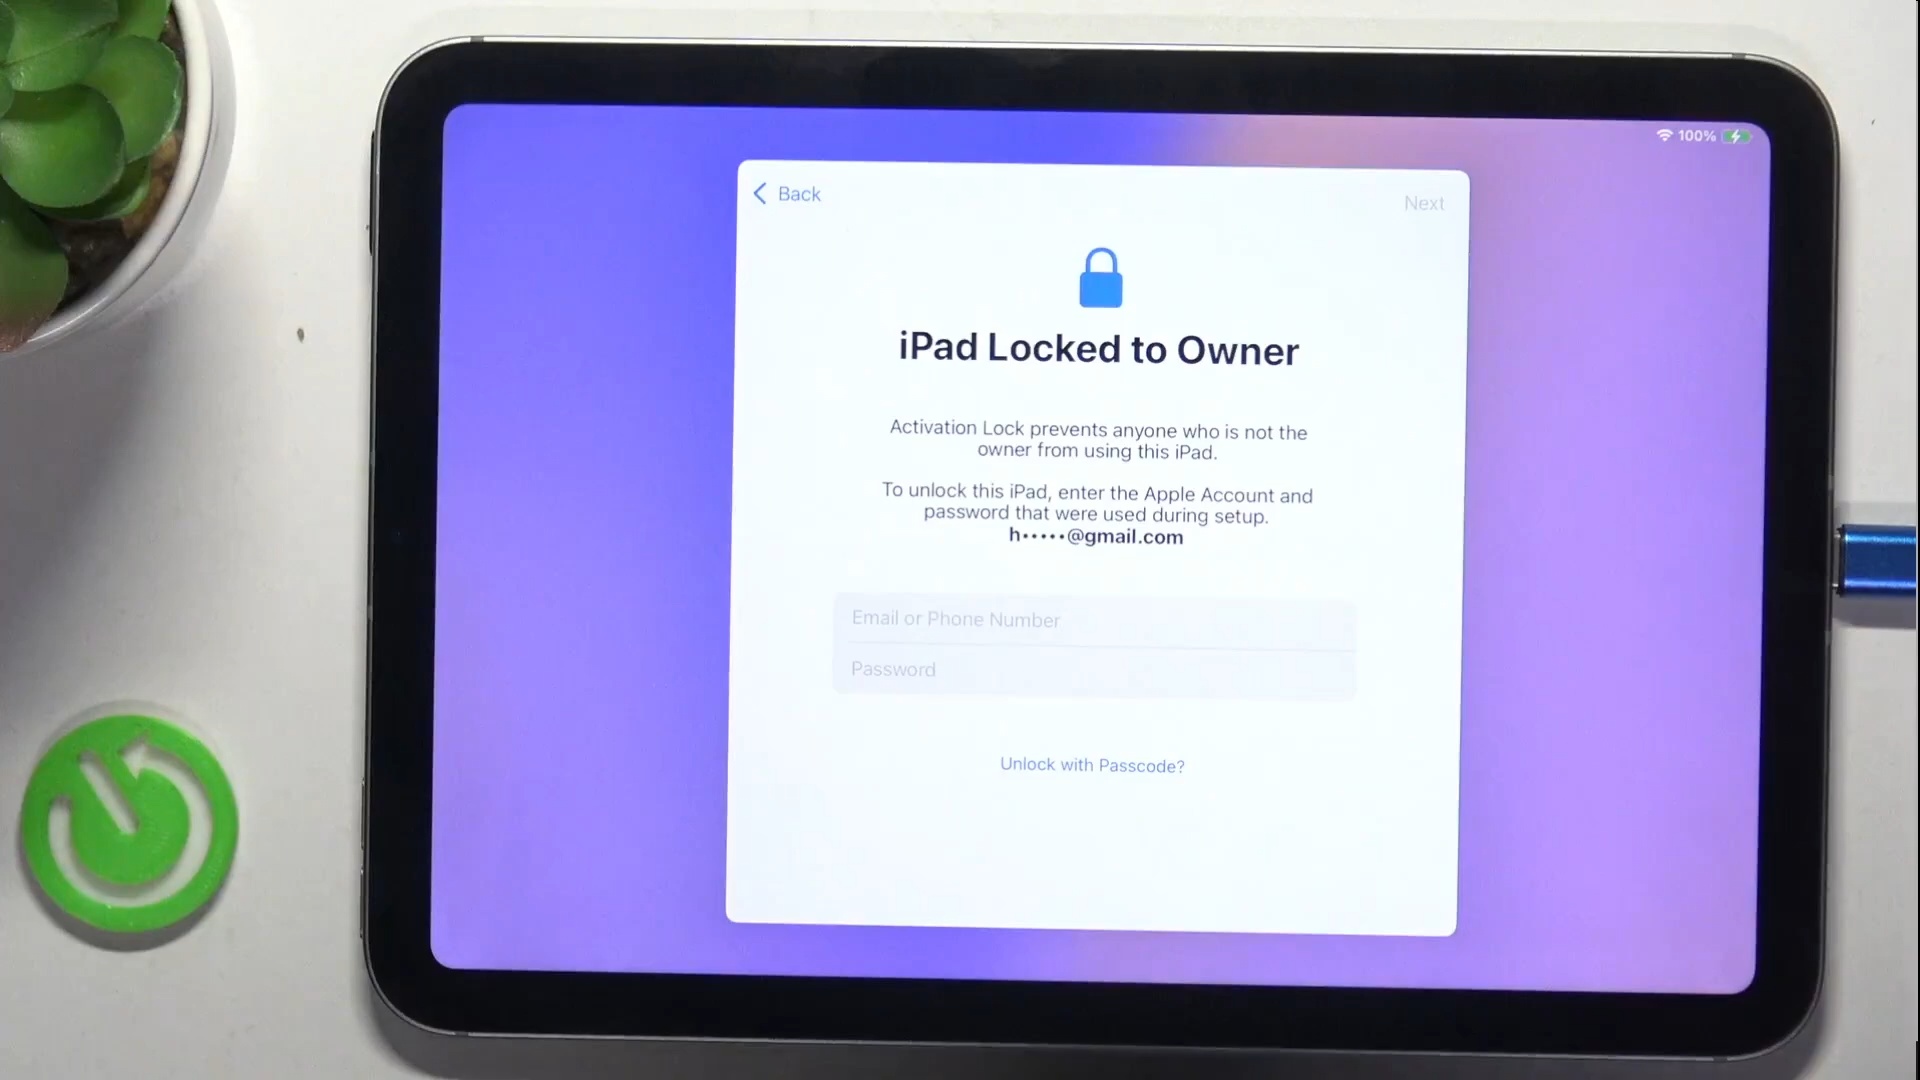 100%
Back
Next
iPad Locked to Owner
Activation Lock prevents anyone who is not the
owner from using this iPad.
To unlock this iPad, enter the Apple Account and
password that were used during setup.
h•••••@gmail.com
Email or Phone Number
Password
Unlock with Passcode?